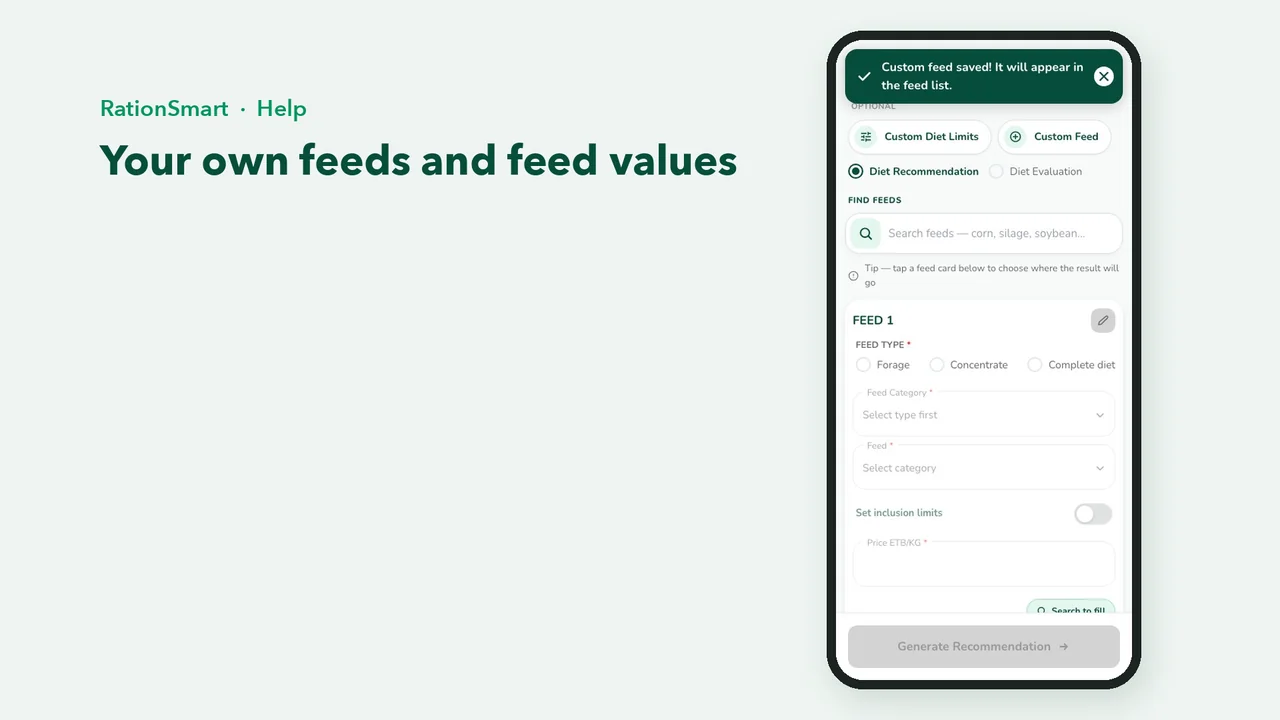 RationSmart · Help
Your own feeds and feed values
Custom feed saved! It will appear in
the feed list.
OPTIONAL
Custom Diet Limits
Custom Feed
Diet Recommendation
Diet Evaluation
FIND FEEDS
Search feeds — corn, silage, soybean...
Tip — tap a feed card below to choose where the result will
go
FEED 1
FEED TYPE *
Forage
Concentrate
Complete diet
Feed Category *
Select type first
Feed *
Select category
Set inclusion limits
Price ETB/KG *
Search to fill
Generate Recommendation →